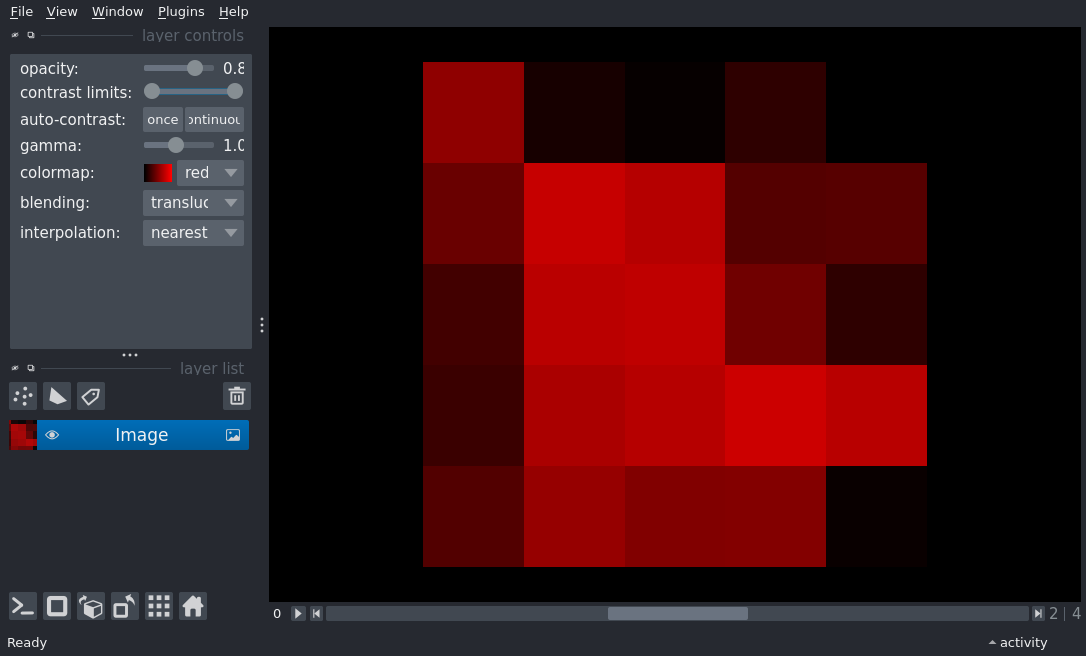 File View Window Plugins Help
layer controls
opacity: 0.8
contrast limits:
auto-contrast: once ontinuou
gamma: 1.0
colormap: red
blending: transluc
interpolation: nearest
layer list
Image
0 2 | 4
Ready activity